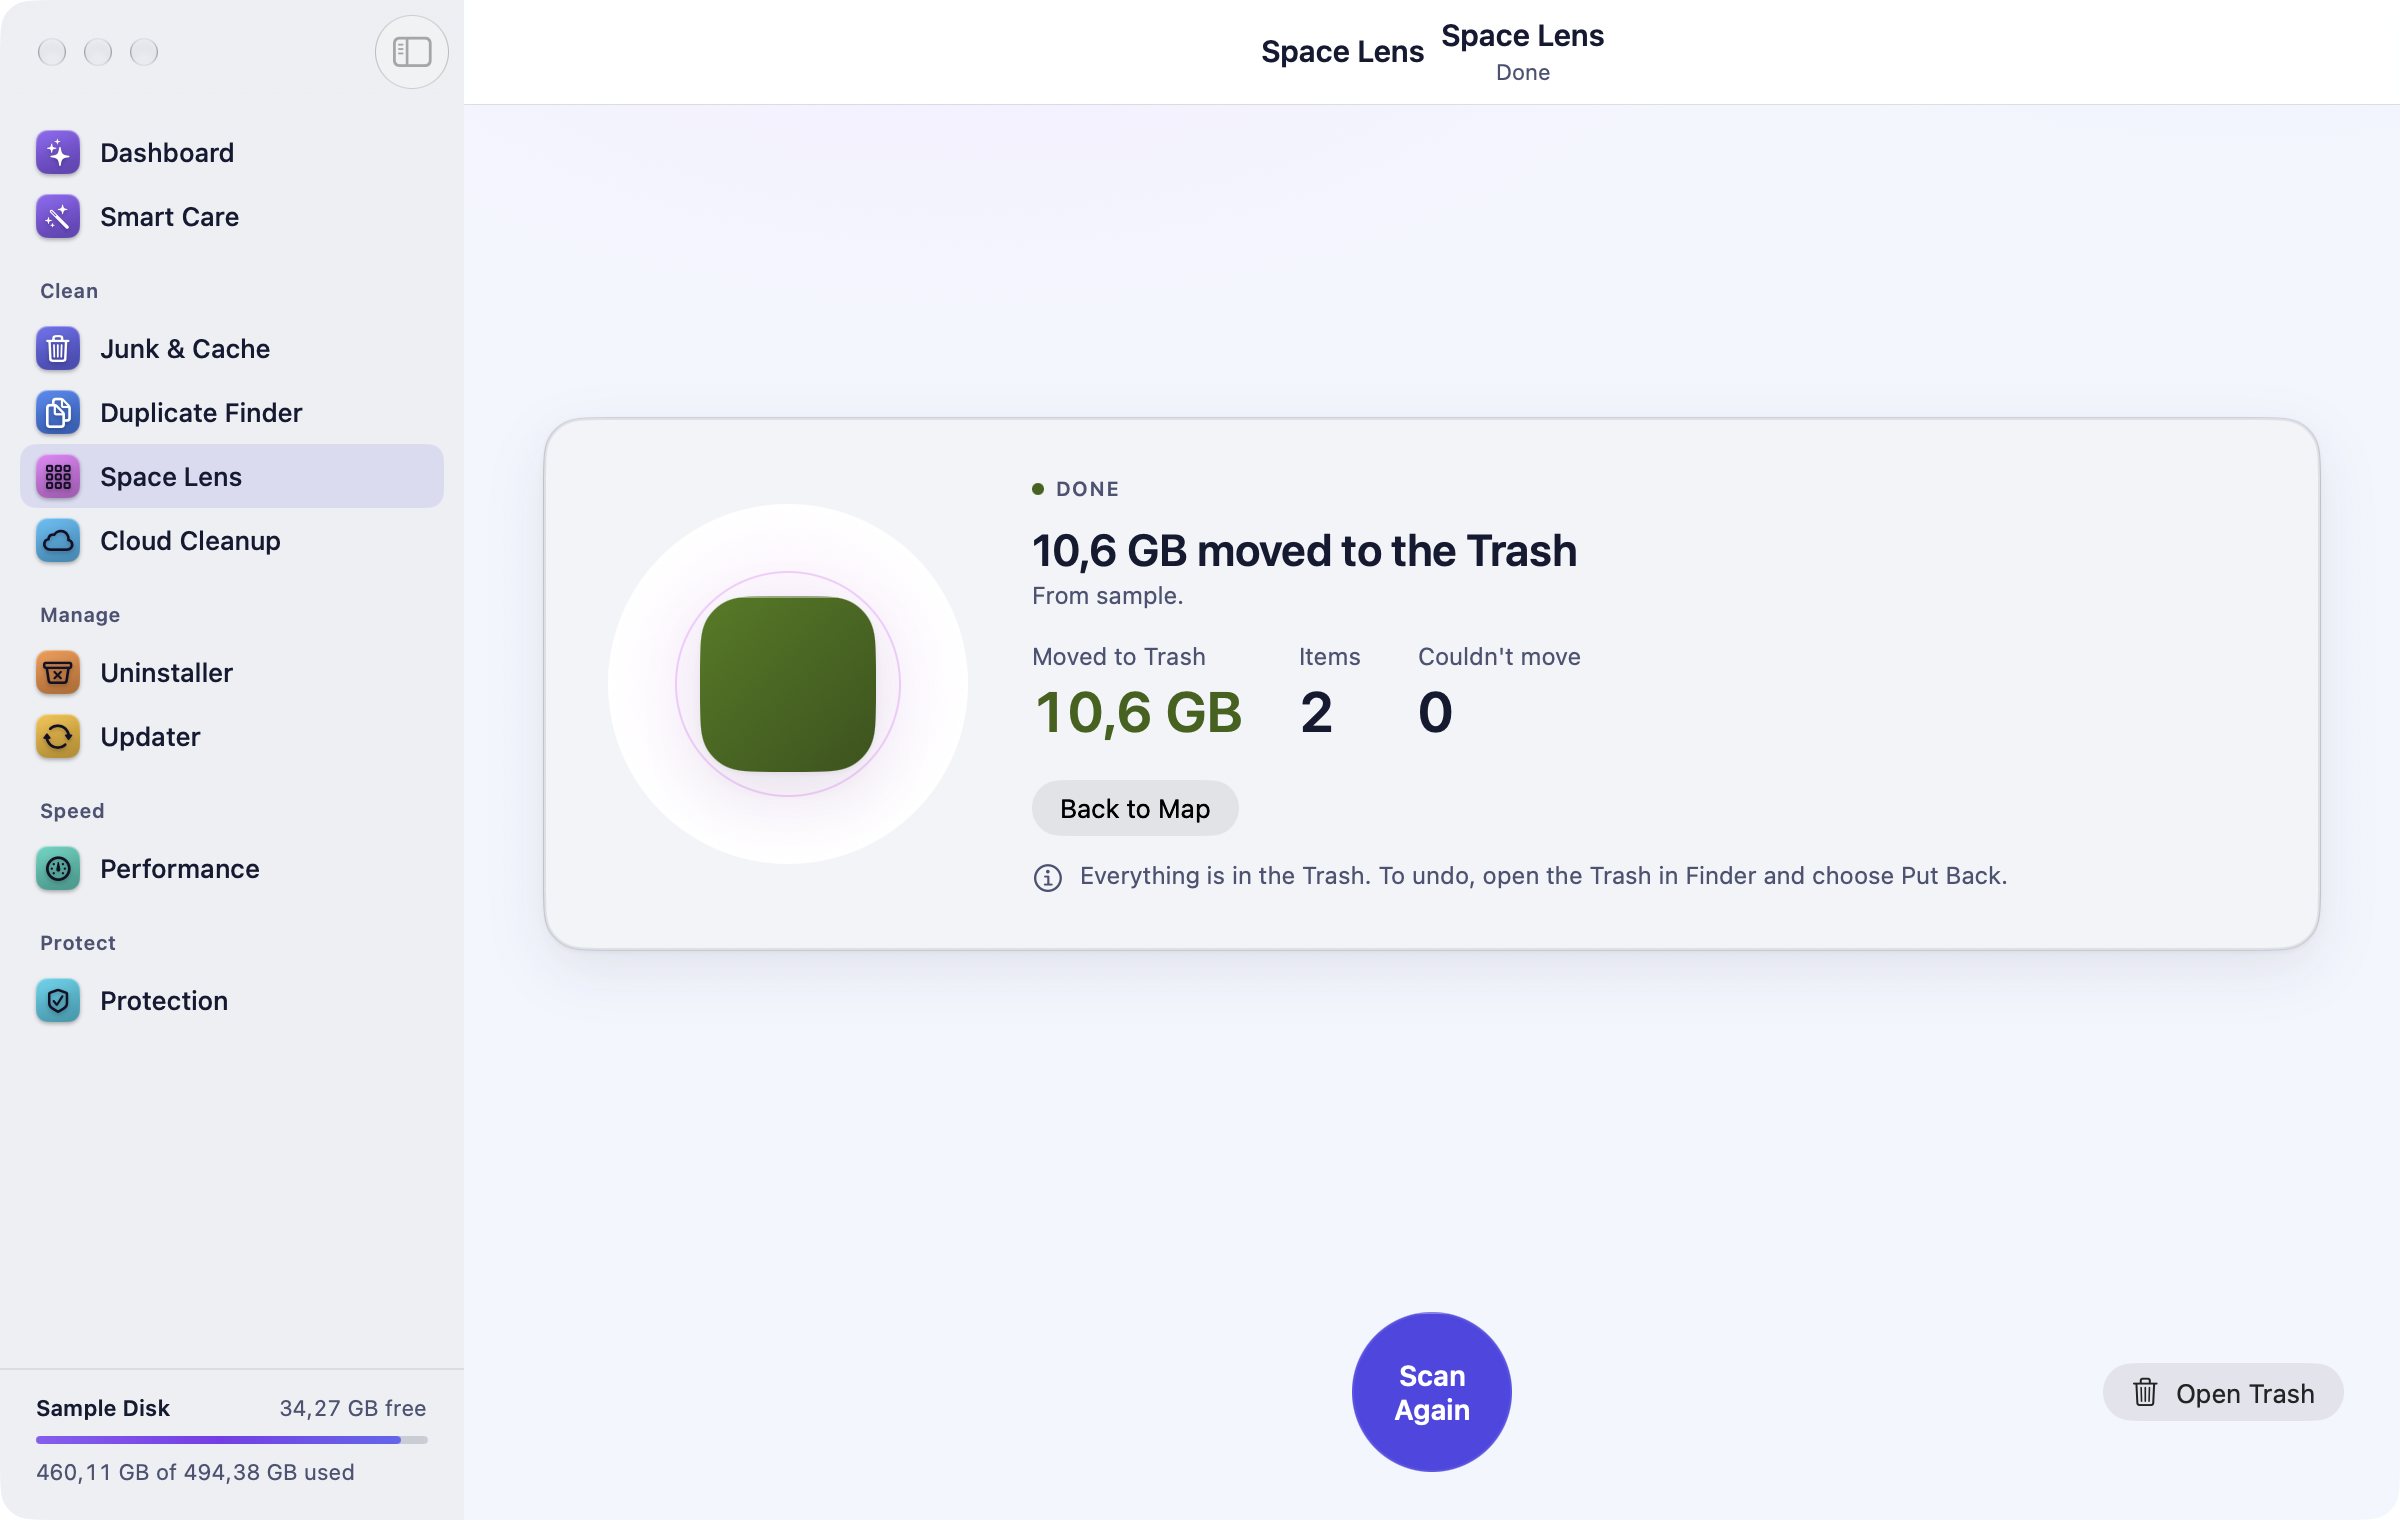 Dashboard
Smart Care
Clean
Junk & Cache
Duplicate Finder
Space Lens
Cloud Cleanup
Manage
Uninstaller
Updater
Speed
Performance
Protect
Protection
Sample Disk 34,27 GB free
460,11 GB of 494,38 GB used
Space Lens
Space Lens
Done
DONE
10,6 GB moved to the Trash
From sample.
Moved to Trash Items Couldn't move
10,6 GB 2 0
Back to Map
Everything is in the Trash. To undo, open the Trash in Finder and choose Put Back.
Scan
Again
Open Trash